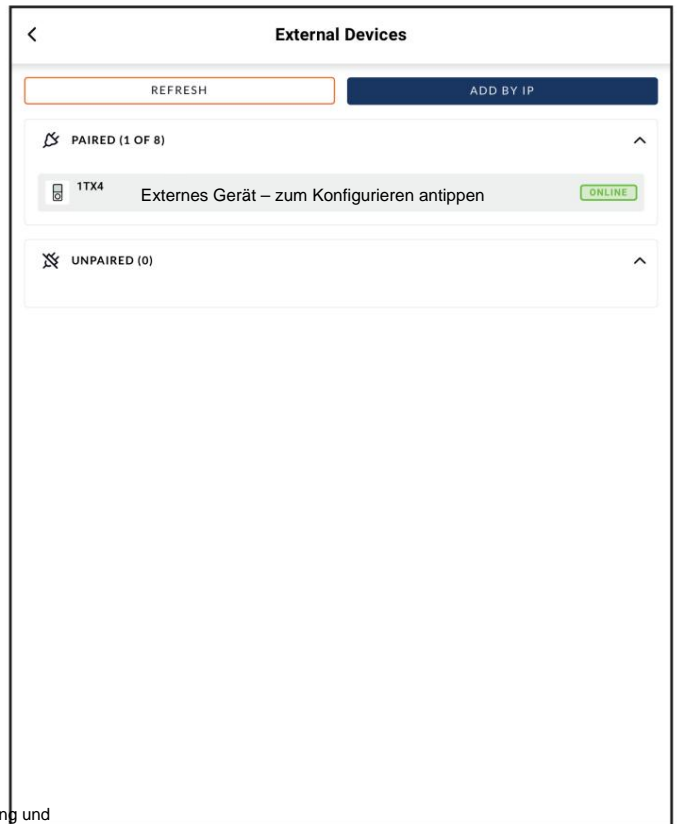 External Devices
REFRESH
ADD BY IP
PAIRED (1 OF 8)
1TX4 Externes Gerät – zum Konfigurieren antippen ONLINE
UNPAIRED (0)
ng und